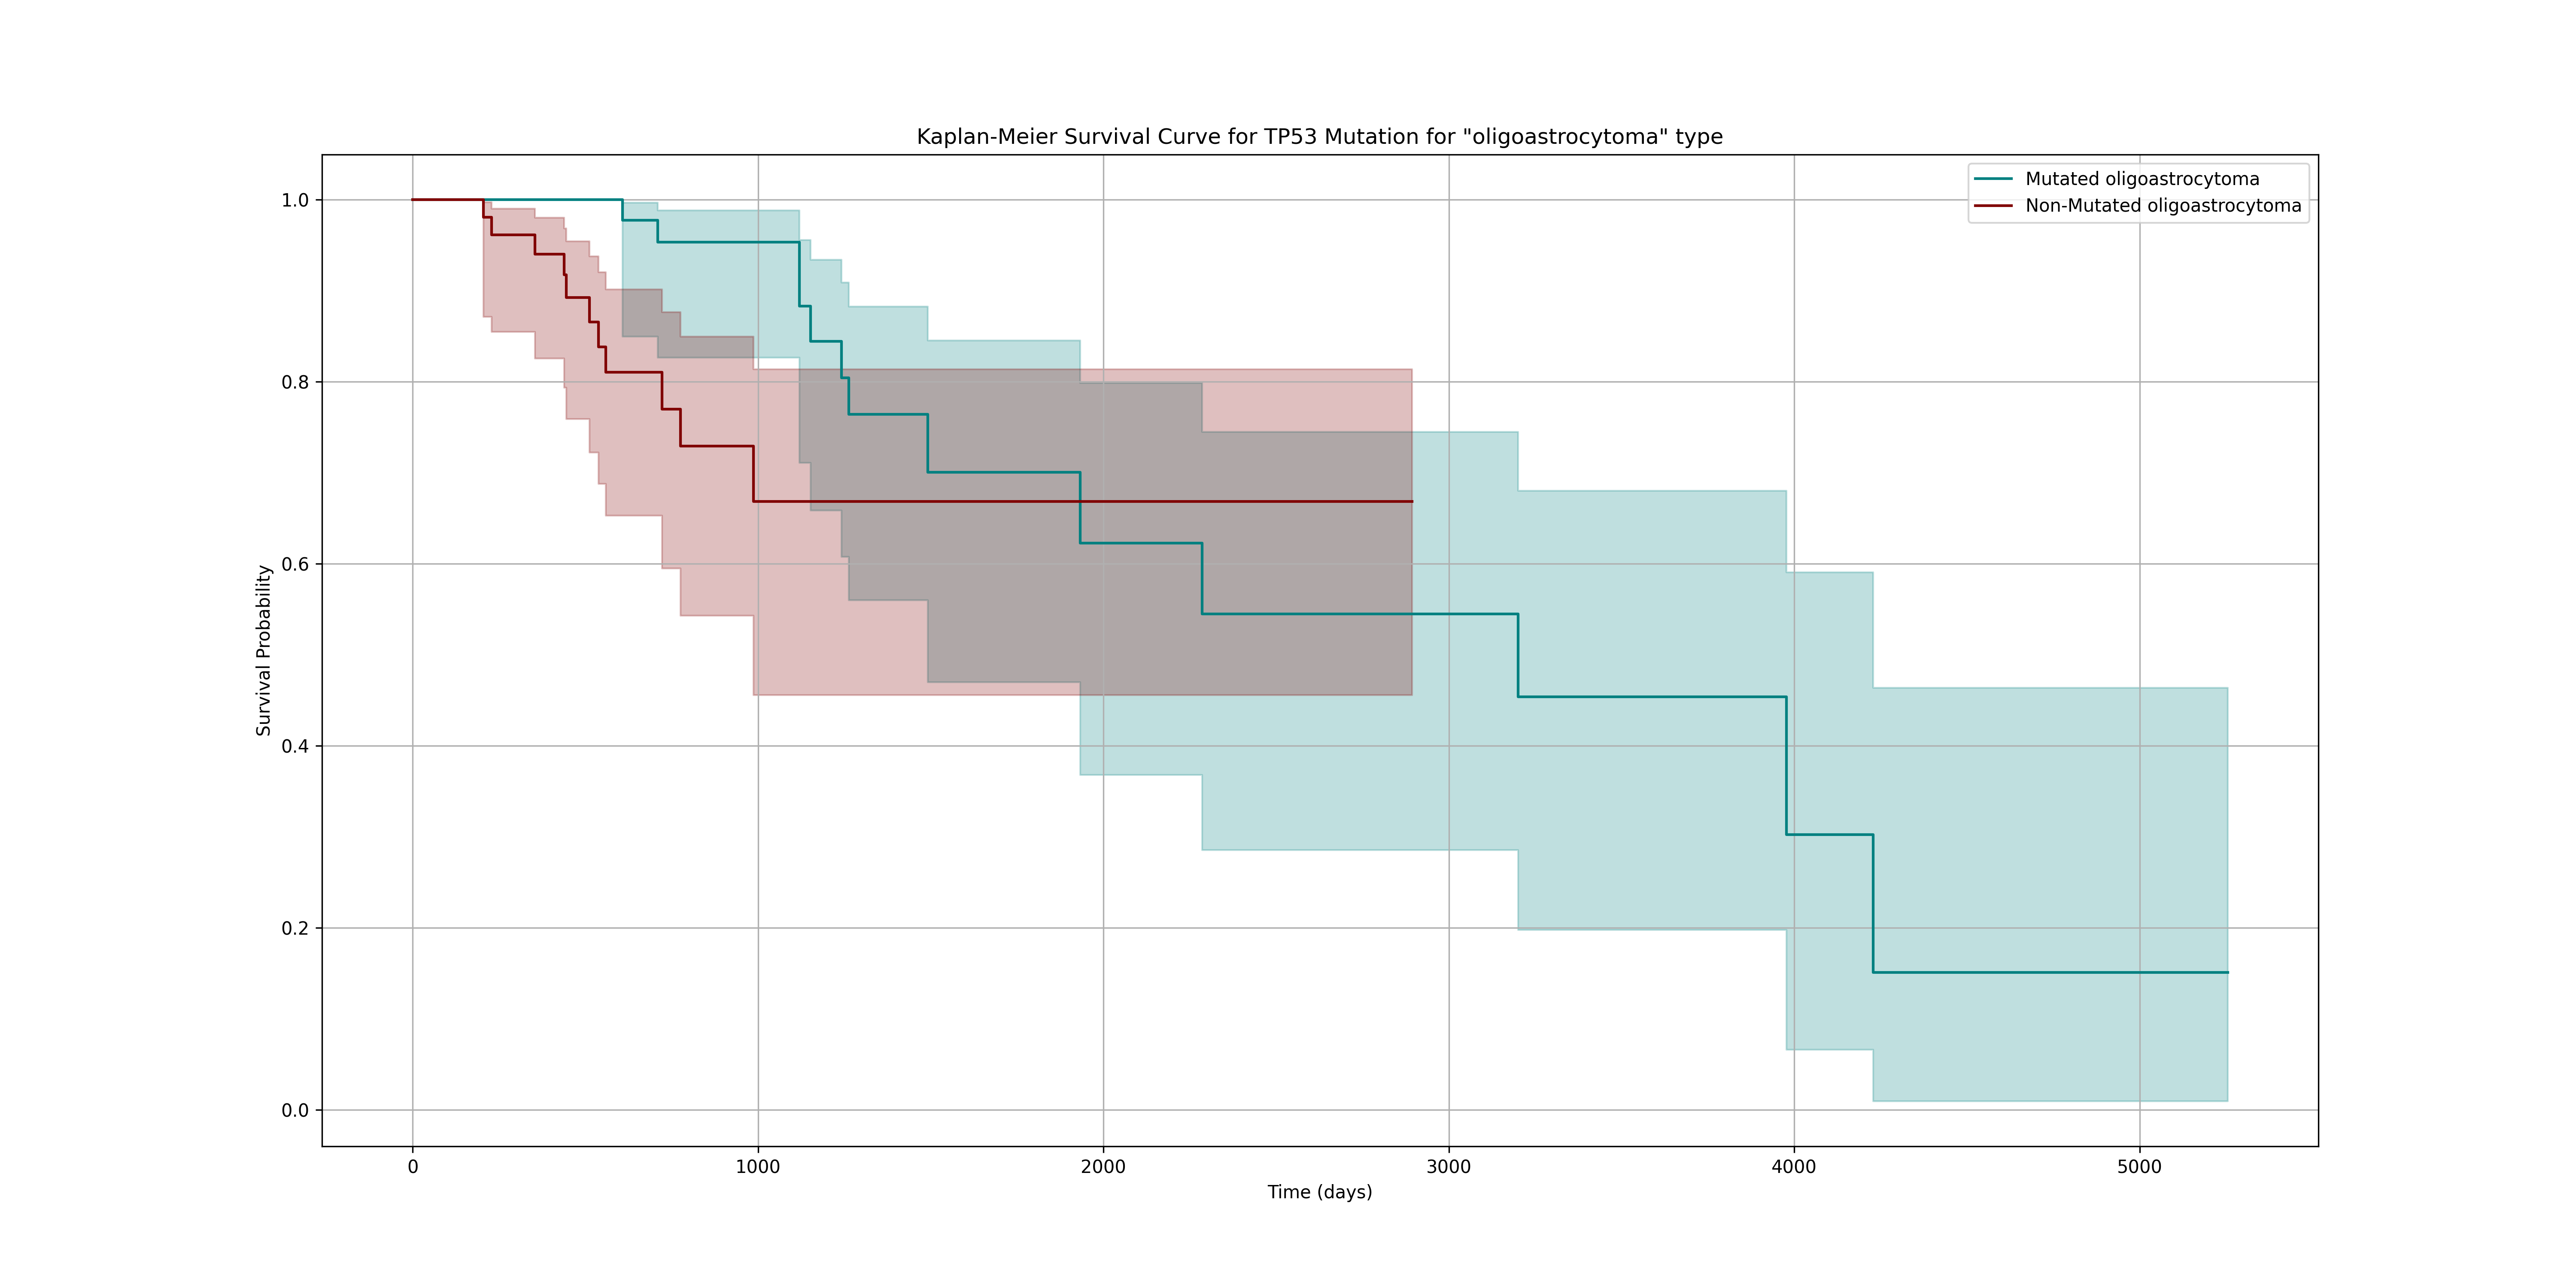 Kaplan-Meier Survival Curve for TP53 Mutation for "oligoastrocytoma" type
Mutated oligoastrocytoma
Non-Mutated oligoastrocytoma
Survival Probability
1.0
0.8
0.6
0.4
0.2
0.0
0 1000 2000 3000 4000 5000
Time (days)